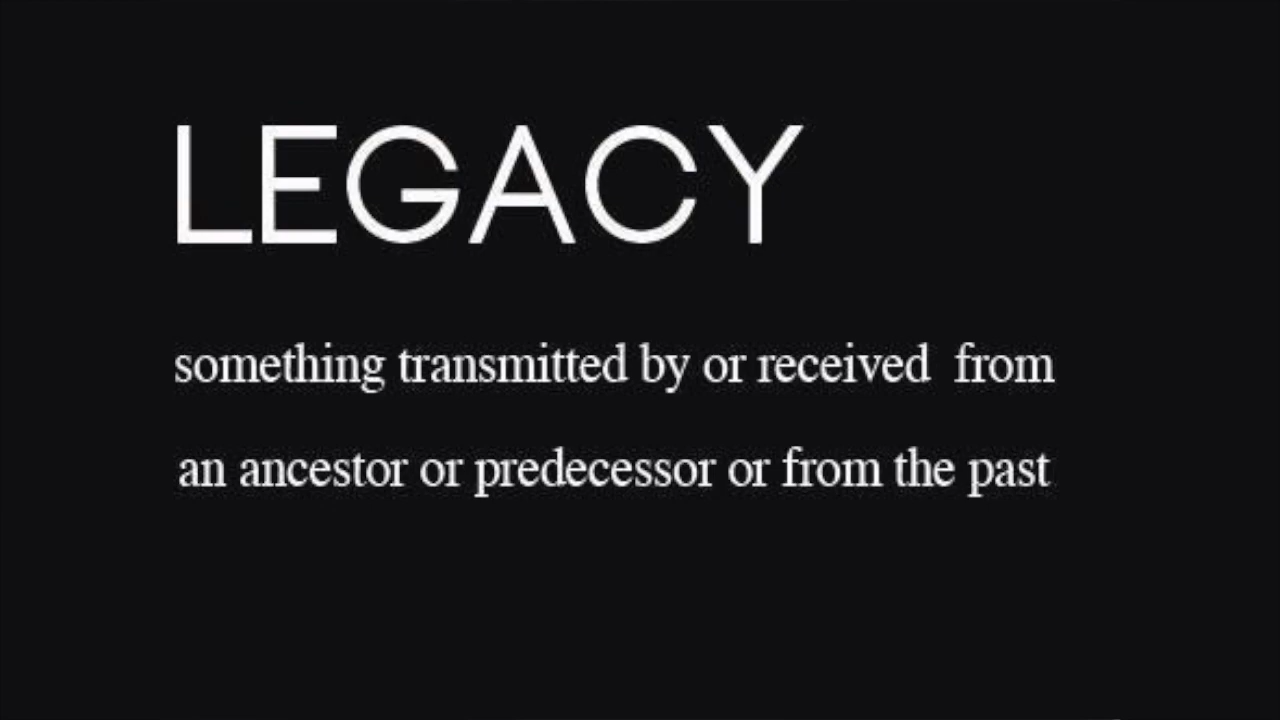 LEGACY
something transmitted by or received  from
an ancestor or predecessor or from the past